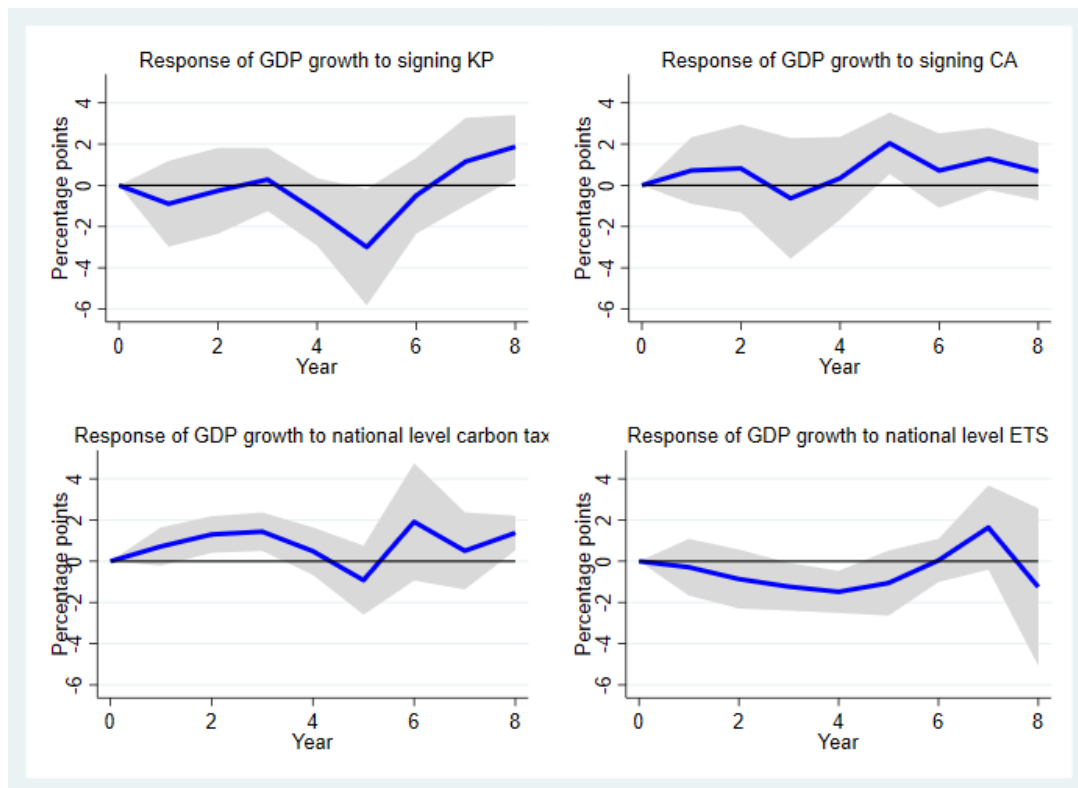 Response of GDP growth to signing KP
Percentage points
4
2
0
-2
-4
-6
0 2 4 6 8
Year
Response of GDP growth to signing CA
Percentage points
4
2
0
-2
-4
-6
0 2 4 6 8
Year
Response of GDP growth to national level carbon tax
Percentage points
4
2
0
-2
-4
-6
0 2 4 6 8
Year
Response of GDP growth to national level ETS
Percentage points
4
2
0
-2
-4
-6
0 2 4 6 8
Year